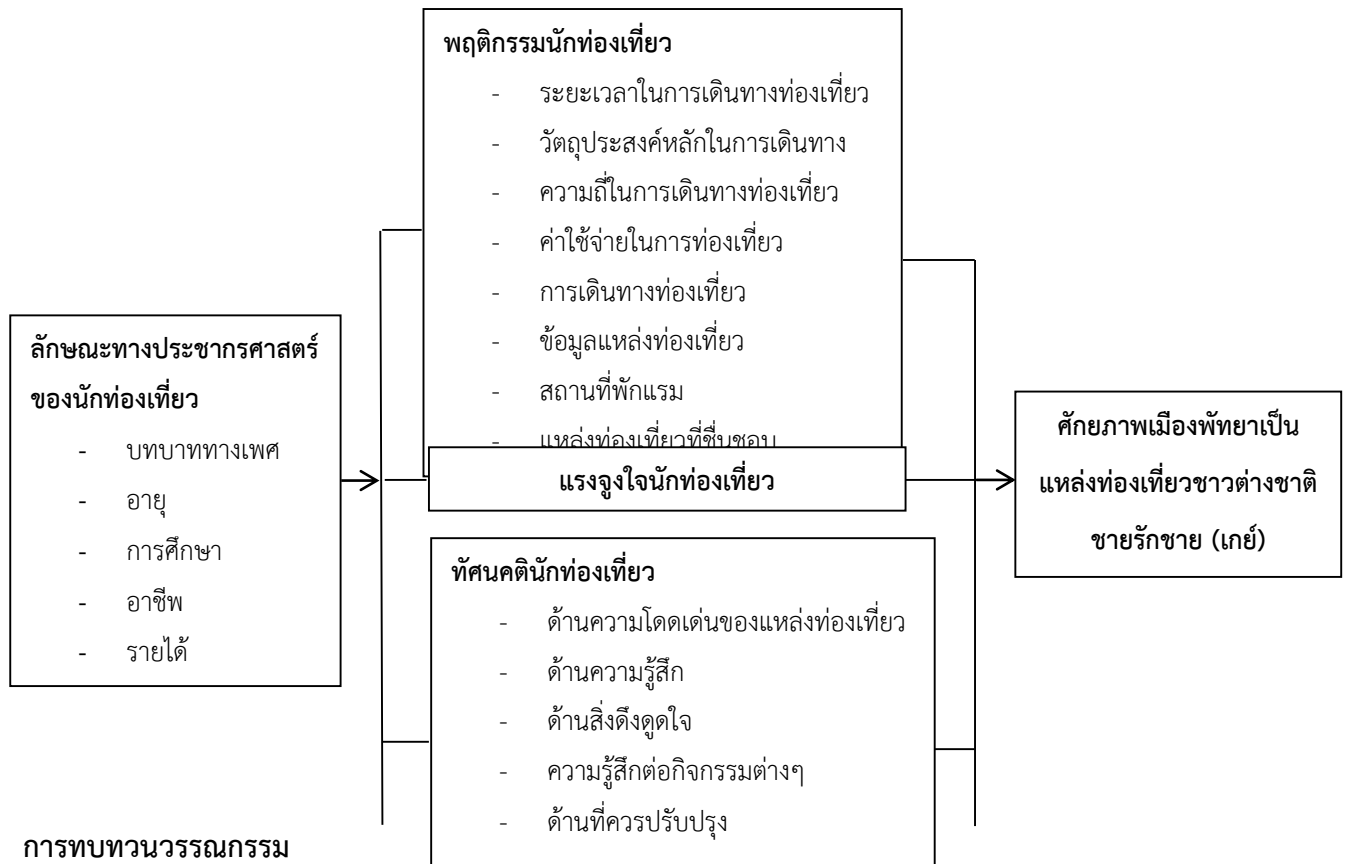 พฤติกรรมนักท่องเที่ยว
- ระยะเวลาในการเดินทางท่องเที่ยว
- วัตถุประสงค์หลักในการเดินทาง
- ความถี่ในการเดินทางท่องเที่ยว
- ค่าใช้จ่ายในการท่องเที่ยว
- การเดินทางท่องเที่ยว
- ข้อมูลแหล่งท่องเที่ยว
- สถานที่พักแรม
- แหล่งท่องเที่ยวที่ชื่นชอบ
ลักษณะทางประชากรศาสตร์
ของนักท่องเที่ยว
- บทบาททางเพศ
- อายุ
- การศึกษา
- อาชีพ
- รายได้
แรงจูงใจนักท่องเที่ยว
ทัศนคตินักท่องเที่ยว
- ด้านความโดดเด่นของแหล่งท่องเที่ยว
- ด้านความรู้สึก
- ด้านสิ่งดึงดูดใจ
- ความรู้สึกต่อกิจกรรมต่างๆ
- ด้านที่ควรปรับปรุง
ศักยภาพเมืองพัทยาเป็น
แหล่งท่องเที่ยวชาวต่างชาติ
ชายรักชาย (เกย์)
การทบทวนวรรณกรรม